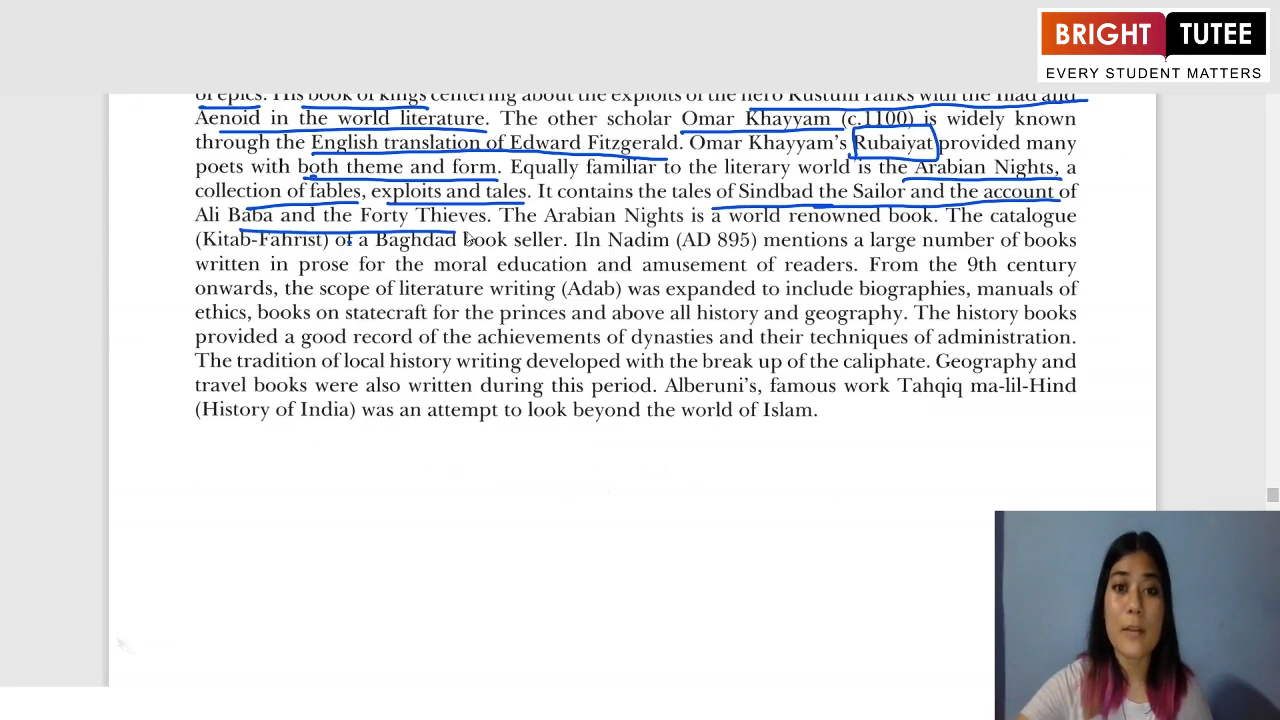 BRIGHT TUTEE
EVERY STUDENT MATTERS
of epics. His book of kings centering about the exploits of the hero Rustum ranks with the Iliad and
Aenoid in the world literature. The other scholar Omar Khayyam (c.1100) is widely known
through the English translation of Edward Fitzgerald. Omar Khayyam's Rubaiyat provided many
poets with both theme and form. Equally familiar to the literary world is the Arabian Nights, a
collection of fables, exploits and tales. It contains the tales of Sindbad the Sailor and the account of
Ali Baba and the Forty Thieves. The Arabian Nights is a world renowned book. The catalogue
(Kitab-Fahrist) of a Baghdad book seller. Iln Nadim (AD 895) mentions a large number of books
written in prose for the moral education and amusement of readers. From the 9th century
onwards, the scope of literature writing (Adab) was expanded to include biographies, manuals of
ethics, books on statecraft for the princes and above all history and geography. The history books
provided a good record of the achievements of dynasties and their techniques of administration.
The tradition of local history writing developed with the break up of the caliphate. Geography and
travel books were also written during this period. Alberuni's, famous work Tahqiq ma-lil-Hind
(History of India) was an attempt to look beyond the world of Islam.